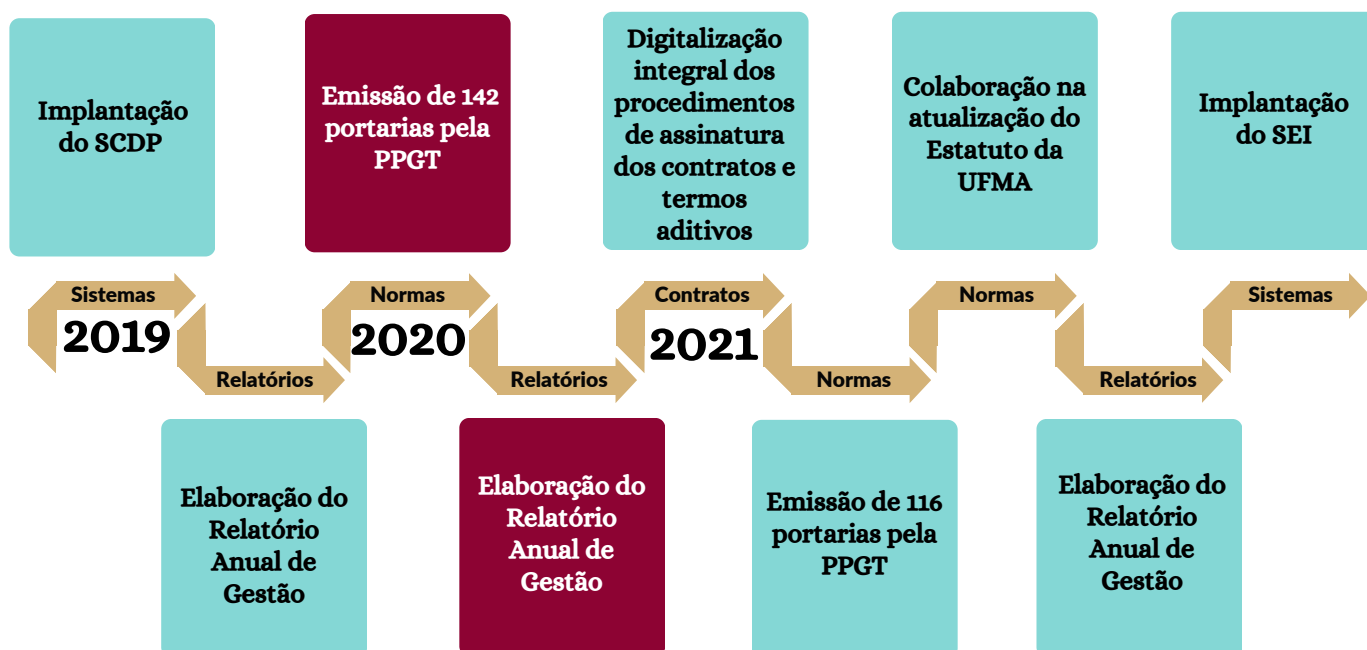 Implantação
do SCDP
Emissão de 142
portarias pela
PPGT
Digitalização
integral dos
procedimentos
de assinatura
dos contratos e
termos
aditivos
Colaboração na
atualização do
Estatuto da
UFMA
Implantação
do SEI
Sistemas
2019
Relatórios
Normas
2020
Relatórios
Contratos
2021
Normas
Normas
Relatórios
Sistemas
Elaboração do
Relatório
Anual de
Gestão
Elaboração do
Relatório
Anual de
Gestão
Emissão de 116
portarias pela
PPGT
Elaboração do
Relatório
Anual de
Gestão